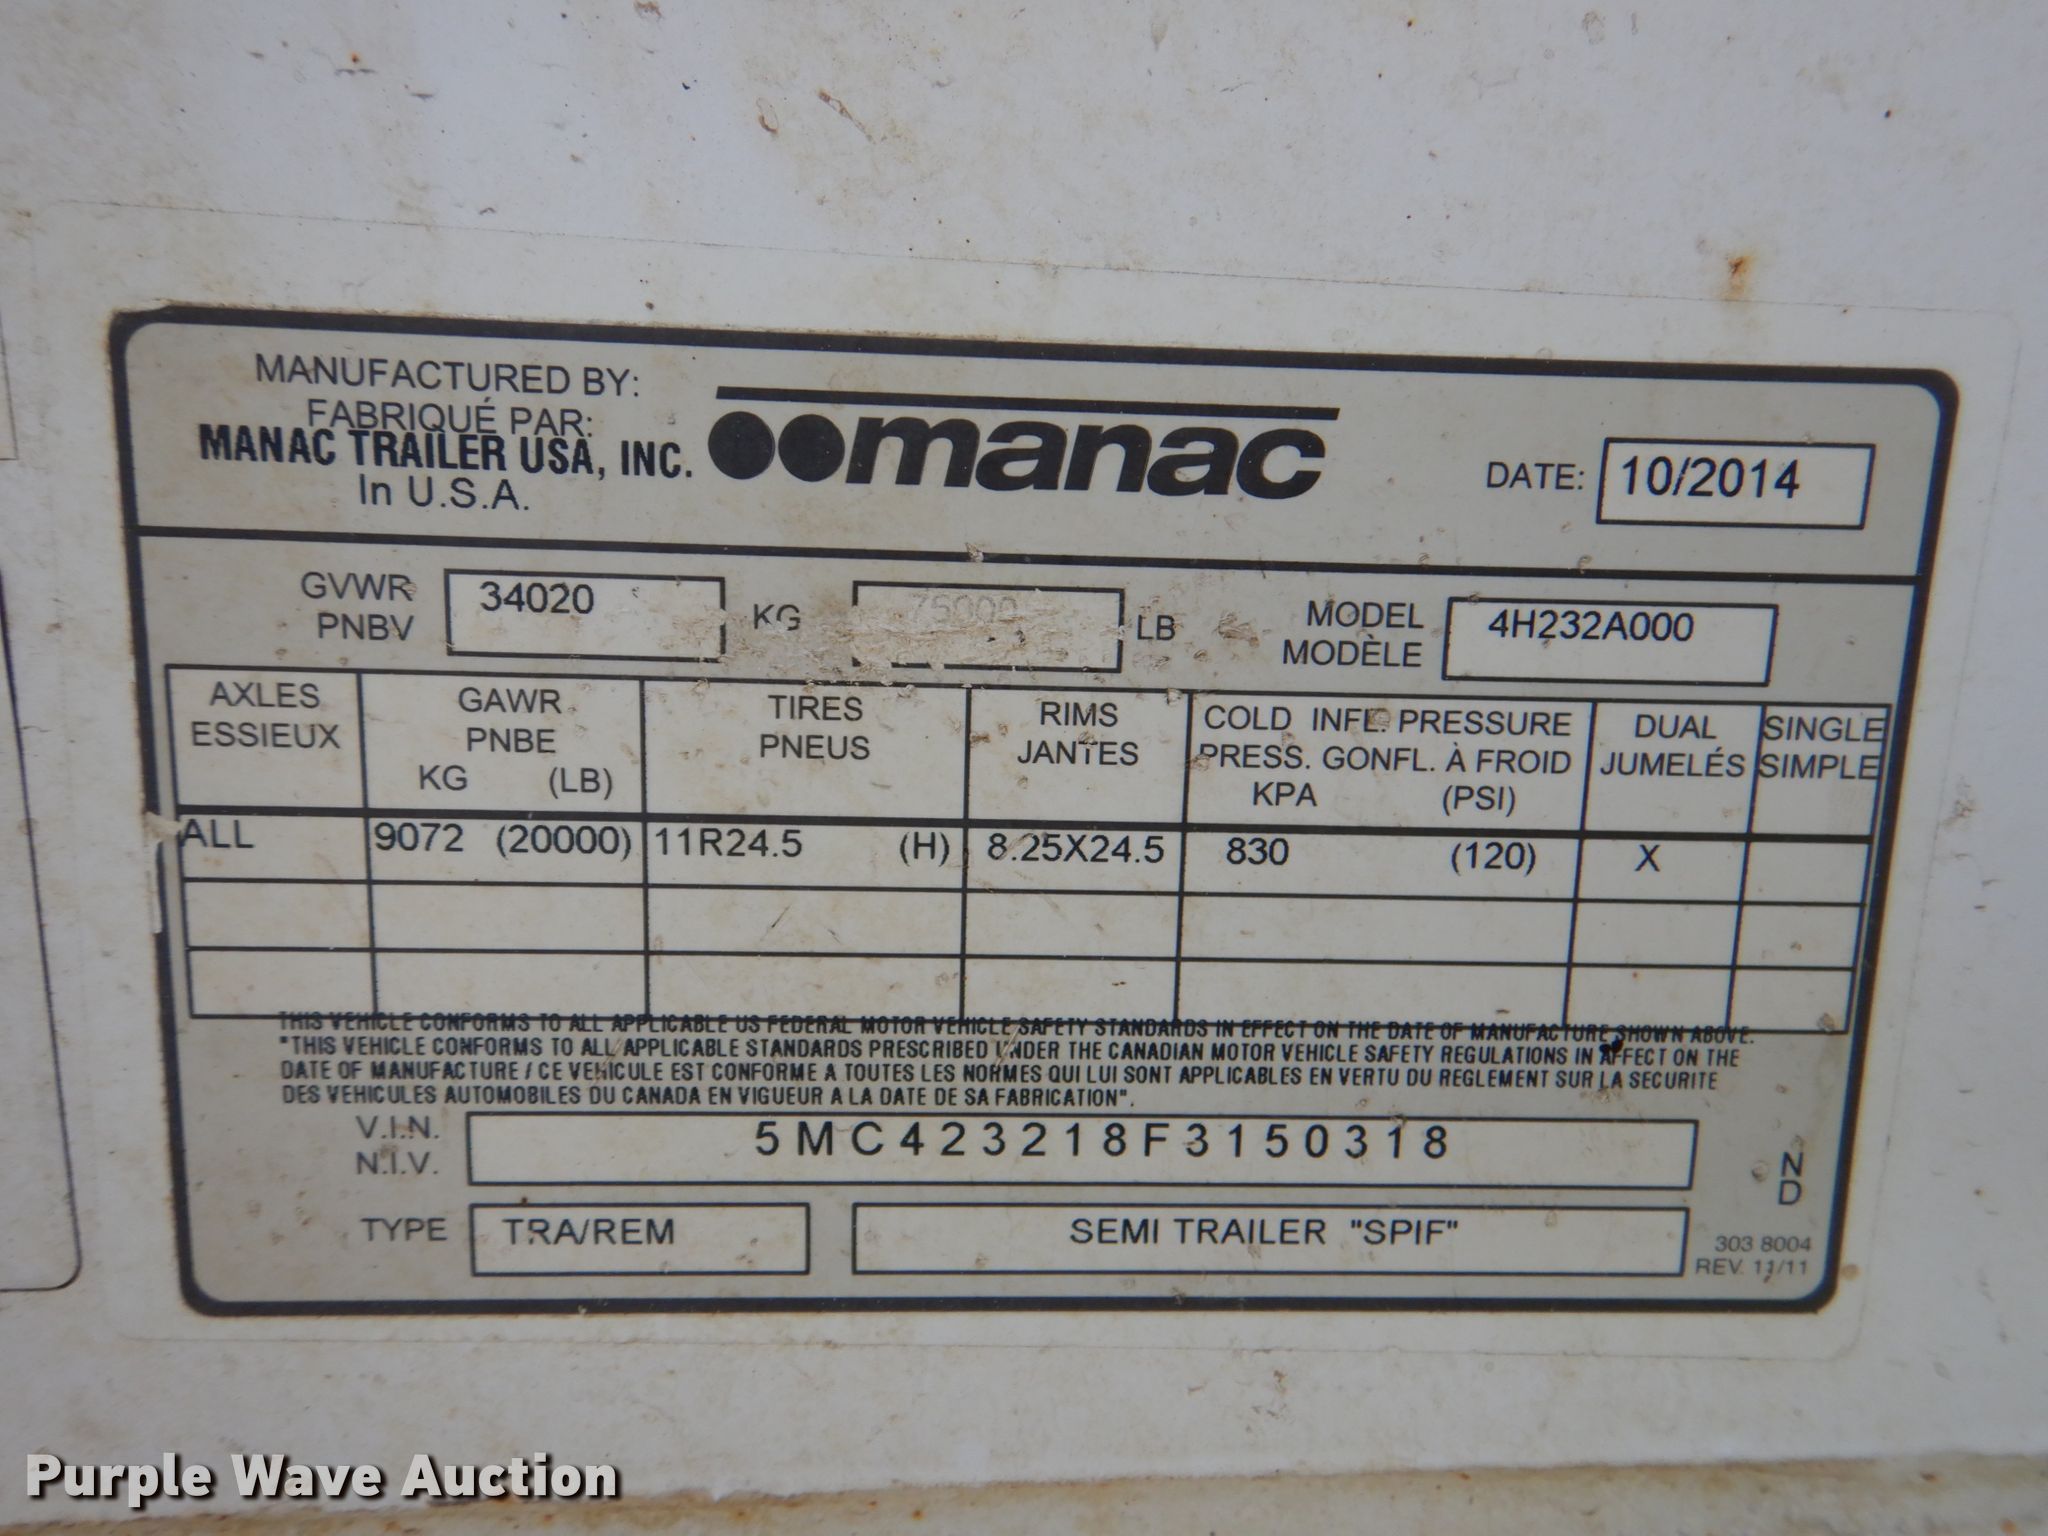 MANUFACTURED BY:
FABRIQUÉ PAR:
MANAC TRAILER USA, INC.
In U.S.A.
manac
DATE: 10/2014
GVWR
PNBV
34020 KG 75000 LB
MODEL
MODÈLE
4H232A000
AXLES
ESSIEUX
GAWR
PNBE
KG (LB)
TIRES
PNEUS
RIMS
JANTES
COLD INFL. PRESSURE
PRESS. GONFL. À FROID
KPA (PSI)
DUAL
JUMELÉS
SINGLE
SIMPLE
ALL 9072 (20000) 11R24.5 (H) 8.25X24.5 830 (120) X
THIS VEHICLE CONFORMS TO ALL APPLICABLE US FEDERAL MOTOR VEHICLE SAFETY STANDARDS IN EFFECT ON THE DATE OF MANUFACTURE SHOWN ABOVE.
"THIS VEHICLE CONFORMS TO ALL APPLICABLE STANDARDS PRESCRIBED UNDER THE CANADIAN MOTOR VEHICLE SAFETY REGULATIONS IN AFFECT ON THE
DATE OF MANUFACTURE / CE VEHICULE EST CONFORME A TOUTES LES NORMES QUI LUI SONT APPLICABLES EN VERTU DU REGLEMENT SUR LA SECURITE
DES VEHICULES AUTOMOBILES DU CANADA EN VIGUEUR A LA DATE DE SA FABRICATION".
V.I.N.
N.I.V.
5MC423218F3150318
ND
TYPE TRA/REM SEMI TRAILER "SPIF"
303 8004
REV. 11/11
Purple Wave Auction